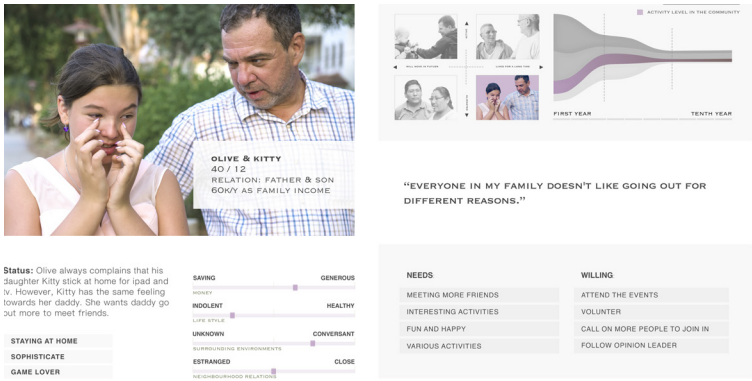 OLIVE & KITTY
40 / 12
RELATION: FATHER & SON
60K/Y AS FAMILY INCOME
Status: Olive always complains that his
daughter Kitty stick at home for ipad and
tv. However, Kitty has the same feeling
towards her daddy. She wants daddy go
out more to meet friends.
STAYING AT HOME
SOPHISTICATE
GAME LOVER
SAVING GENEROUS
MONEY
INDOLENT HEALTHY
LIFE STYLE
UNKNOWN CONVERSANT
SURROUNDING ENVIRONMENTS
ESTRANGED CLOSE
NEIGHBOURHOOD RELATIONS
ACTIVITY LEVEL IN THE COMMUNITY
FIRST YEAR TENTH YEAR
“EVERYONE IN MY FAMILY DOESN'T LIKE GOING OUT FOR
DIFFERENT REASONS.”
NEEDS
MEETING MORE FRIENDS
INTERESTING ACTIVITIES
FUN AND HAPPY
VARIOUS ACTIVITIES
WILLING
ATTEND THE EVENTS
VOLUNTER
CALL ON MORE PEOPLE TO JOIN IN
FOLLOW OPINION LEADER